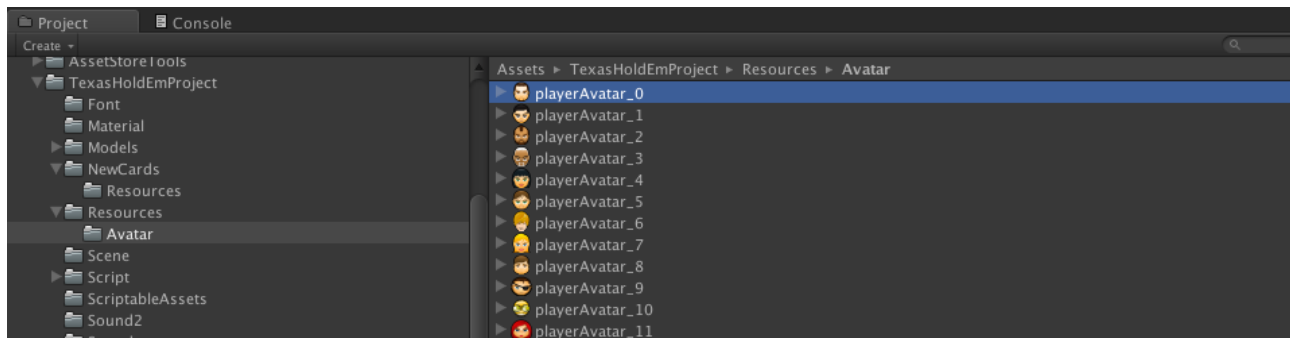 Project
Console
Create
AssetStoreTools
TexasHoldEmProject
Font
Material
Models
NewCards
Resources
Resources
Avatar
Scene
Script
ScriptableAssets
Sound2
Assets ▸ TexasHoldEmProject ▸ Resources ▸ Avatar
playerAvatar_0
playerAvatar_1
playerAvatar_2
playerAvatar_3
playerAvatar_4
playerAvatar_5
playerAvatar_6
playerAvatar_7
playerAvatar_8
playerAvatar_9
playerAvatar_10
playerAvatar_11